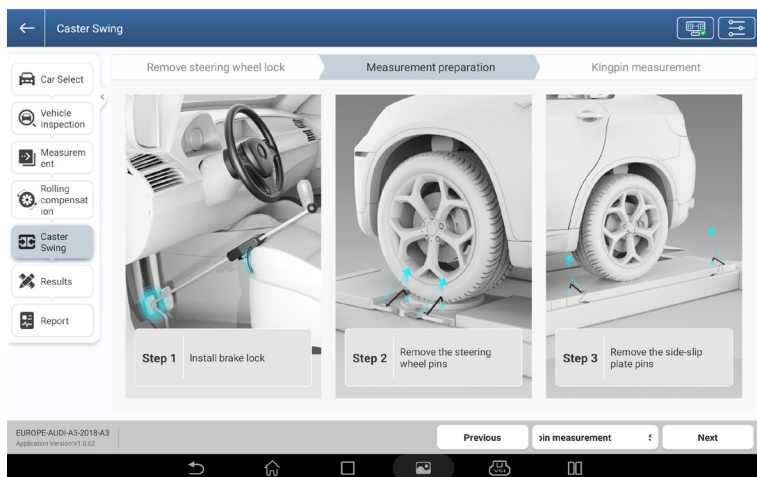 Caster Swing
Remove steering wheel lock
Measurement preparation
Kingpin measurement
Car Select
Vehicle
Inspection
Measurem
ent
Rolling
compensat
ion
Caster
Swing
Results
Report
Step 1
Install brake lock
Step 2
Remove the steering
wheel pins
Step 3
Remove the side-slip
plate pins
EUROPE-AUDI-A3-2018-A3
Application Version:V1.0.62
Previous
pin measurement
Next
VCI